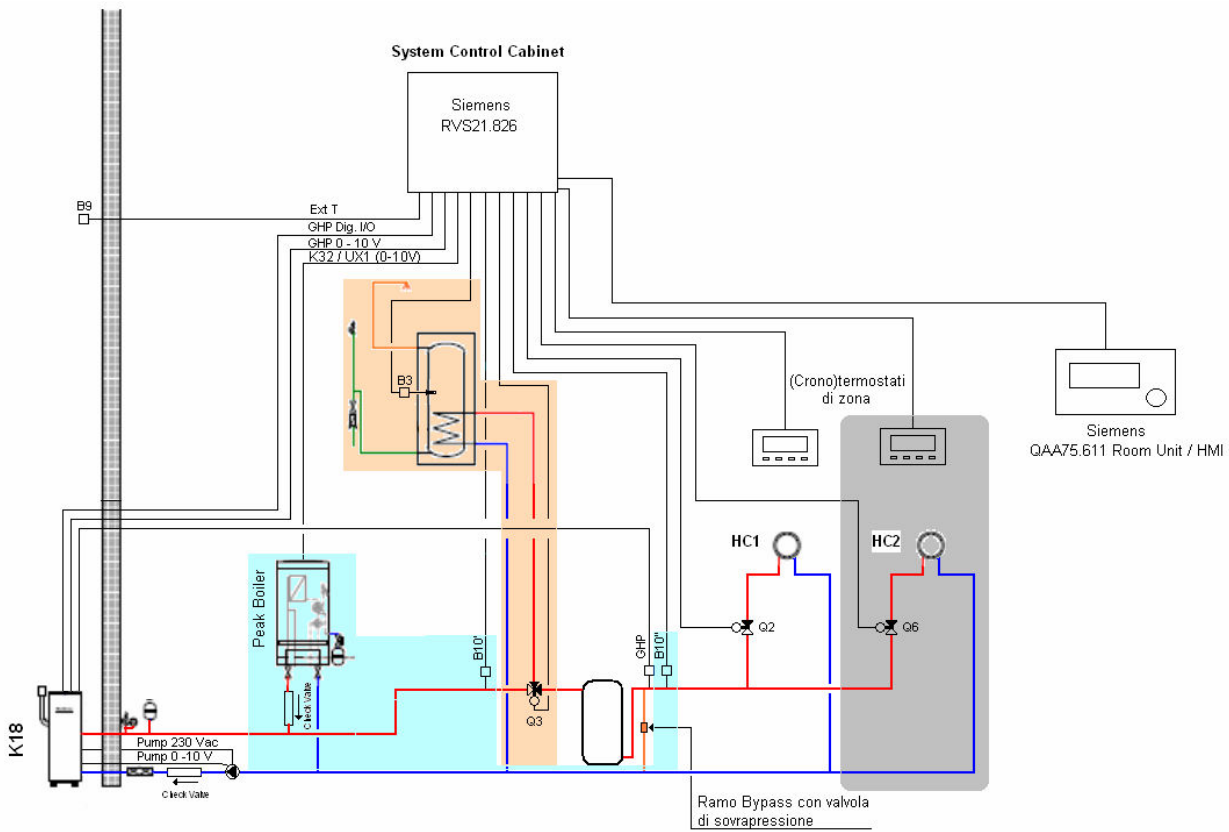 System Control Cabinet
Siemens
RVS21.826
B9
Ext T
GHP Dig. I/O
GHP 0 - 10 V
K32 / UX1 (0-10V)
B3
(Crono)termostati
di zona
Siemens
QAA75.611 Room Unit / HMI
HC1
HC2
Peak Boiler
Check Valve
B10'
Q3
GHP
B10"
Q2
Q6
K18
Pump 230 Vac
Pump 0 -10 V
Check Valve
Ramo Bypass con valvola
di sovrapressione